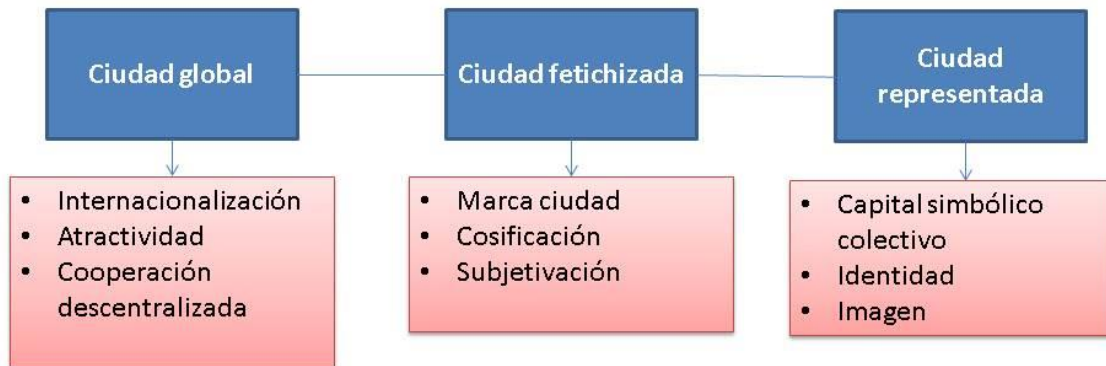 Ciudad global
Ciudad fetichizada
Ciudad
representada
• Internacionalización
• Atractividad
• Cooperación
descentralizada
• Marca ciudad
• Cosificación
• Subjetivación
• Capital simbólico
colectivo
• Identidad
• Imagen